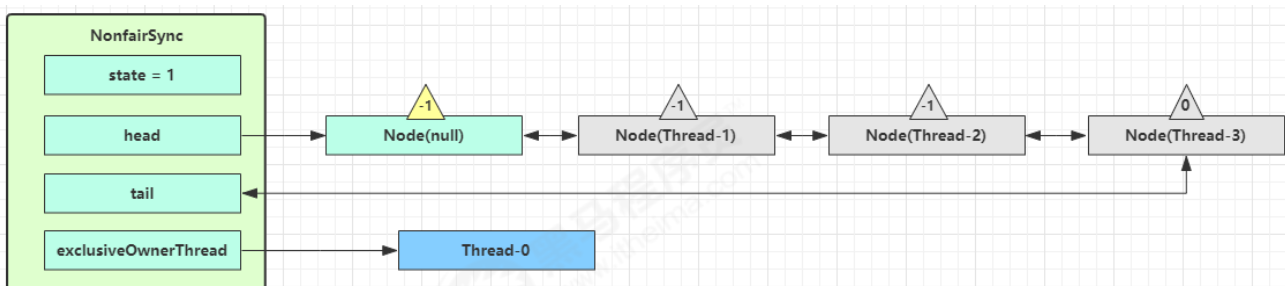 NonfairSync
state = 1
head
tail
exclusiveOwnerThread
-1
Node(null)
-1
Node(Thread-1)
-1
Node(Thread-2)
0
Node(Thread-3)
Thread-0